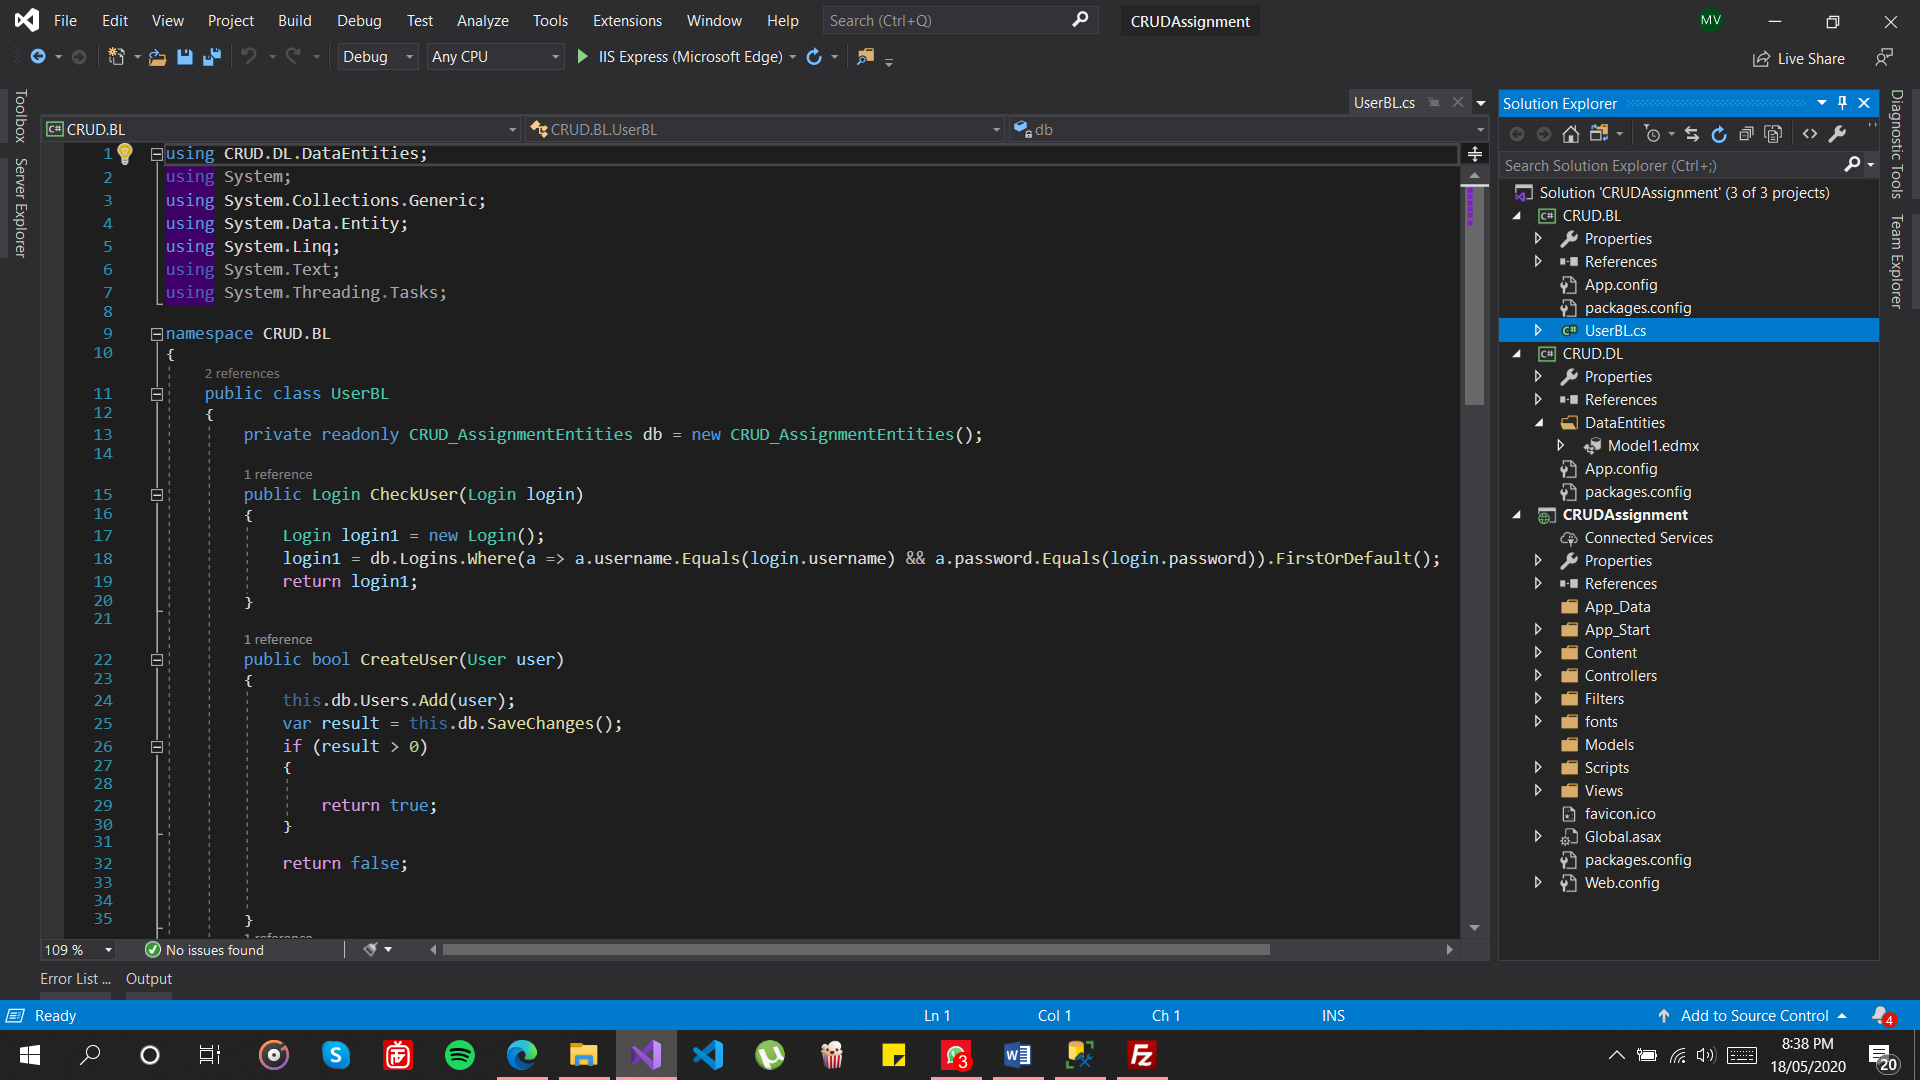 File Edit View Project Build Debug Test Analyze Tools Extensions Window Help Search (Ctrl+Q) CRUDAssignment MV
Debug Any CPU IIS Express (Microsoft Edge) Live Share
Toolbox
Server Explorer
UserBL.cs
CRUD.BL CRUD.BL.UserBL db
1 using CRUD.DL.DataEntities;
2 using System;
3 using System.Collections.Generic;
4 using System.Data.Entity;
5 using System.Linq;
6 using System.Text;
7 using System.Threading.Tasks;
8
9 namespace CRUD.BL
10 {
2 references
11 public class UserBL
12 {
13 private readonly CRUD_AssignmentEntities db = new CRUD_AssignmentEntities();
14
1 reference
15 public Login CheckUser(Login login)
16 {
17 Login login1 = new Login();
18 login1 = db.Logins.Where(a => a.username.Equals(login.username) && a.password.Equals(login.password)).FirstOrDefault();
19 return login1;
20 }
21
1 reference
22 public bool CreateUser(User user)
23 {
24 this.db.Users.Add(user);
25 var result = this.db.SaveChanges();
26 if (result > 0)
27 {
28
29 return true;
30 }
31
32 return false;
33
34
35 }
1 reference
109 % No issues found
Error List ... Output
Solution Explorer
Search Solution Explorer (Ctrl+;)
Solution 'CRUDAssignment' (3 of 3 projects)
C# CRUD.BL
Properties
References
App.config
packages.config
C# UserBL.cs
C# CRUD.DL
Properties
References
DataEntities
Model1.edmx
App.config
packages.config
CRUDAssignment
Connected Services
Properties
References
App_Data
App_Start
Content
Controllers
Filters
fonts
Models
Scripts
Views
favicon.ico
Global.asax
packages.config
Web.config
Diagnostic Tools
Team Explorer
Ready Ln 1 Col 1 Ch 1 INS Add to Source Control 4
3 8:38 PM
18/05/2020 20